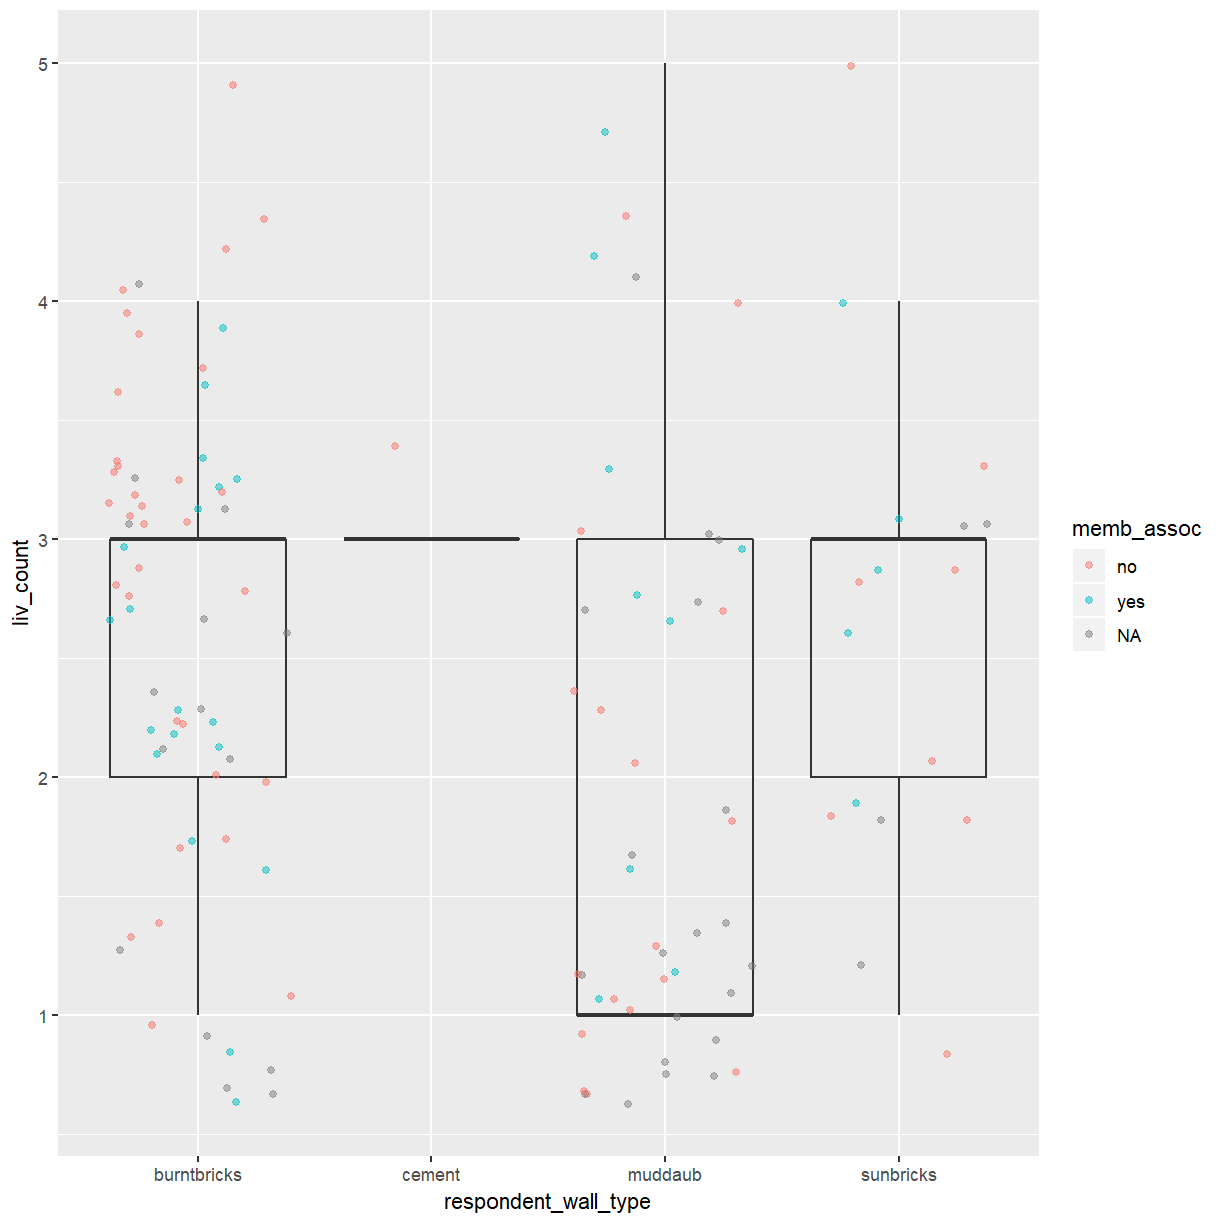 5
4
3
2
1
liv_count
burntbricks cement muddaub sunbricks
respondent_wall_type
memb_assoc
no
yes
NA